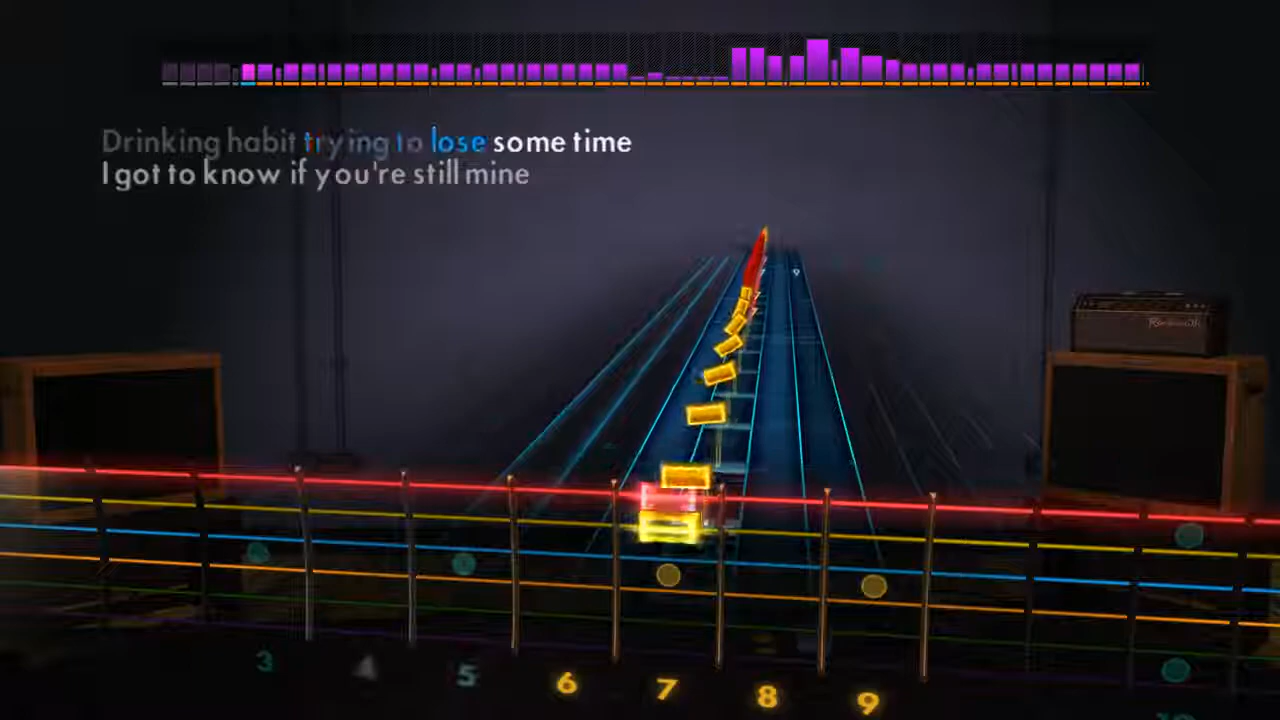 Drinking habit trying to lose some time
I got to know if you're still mine
Rocksmith
3 4 5 6 7 8 9